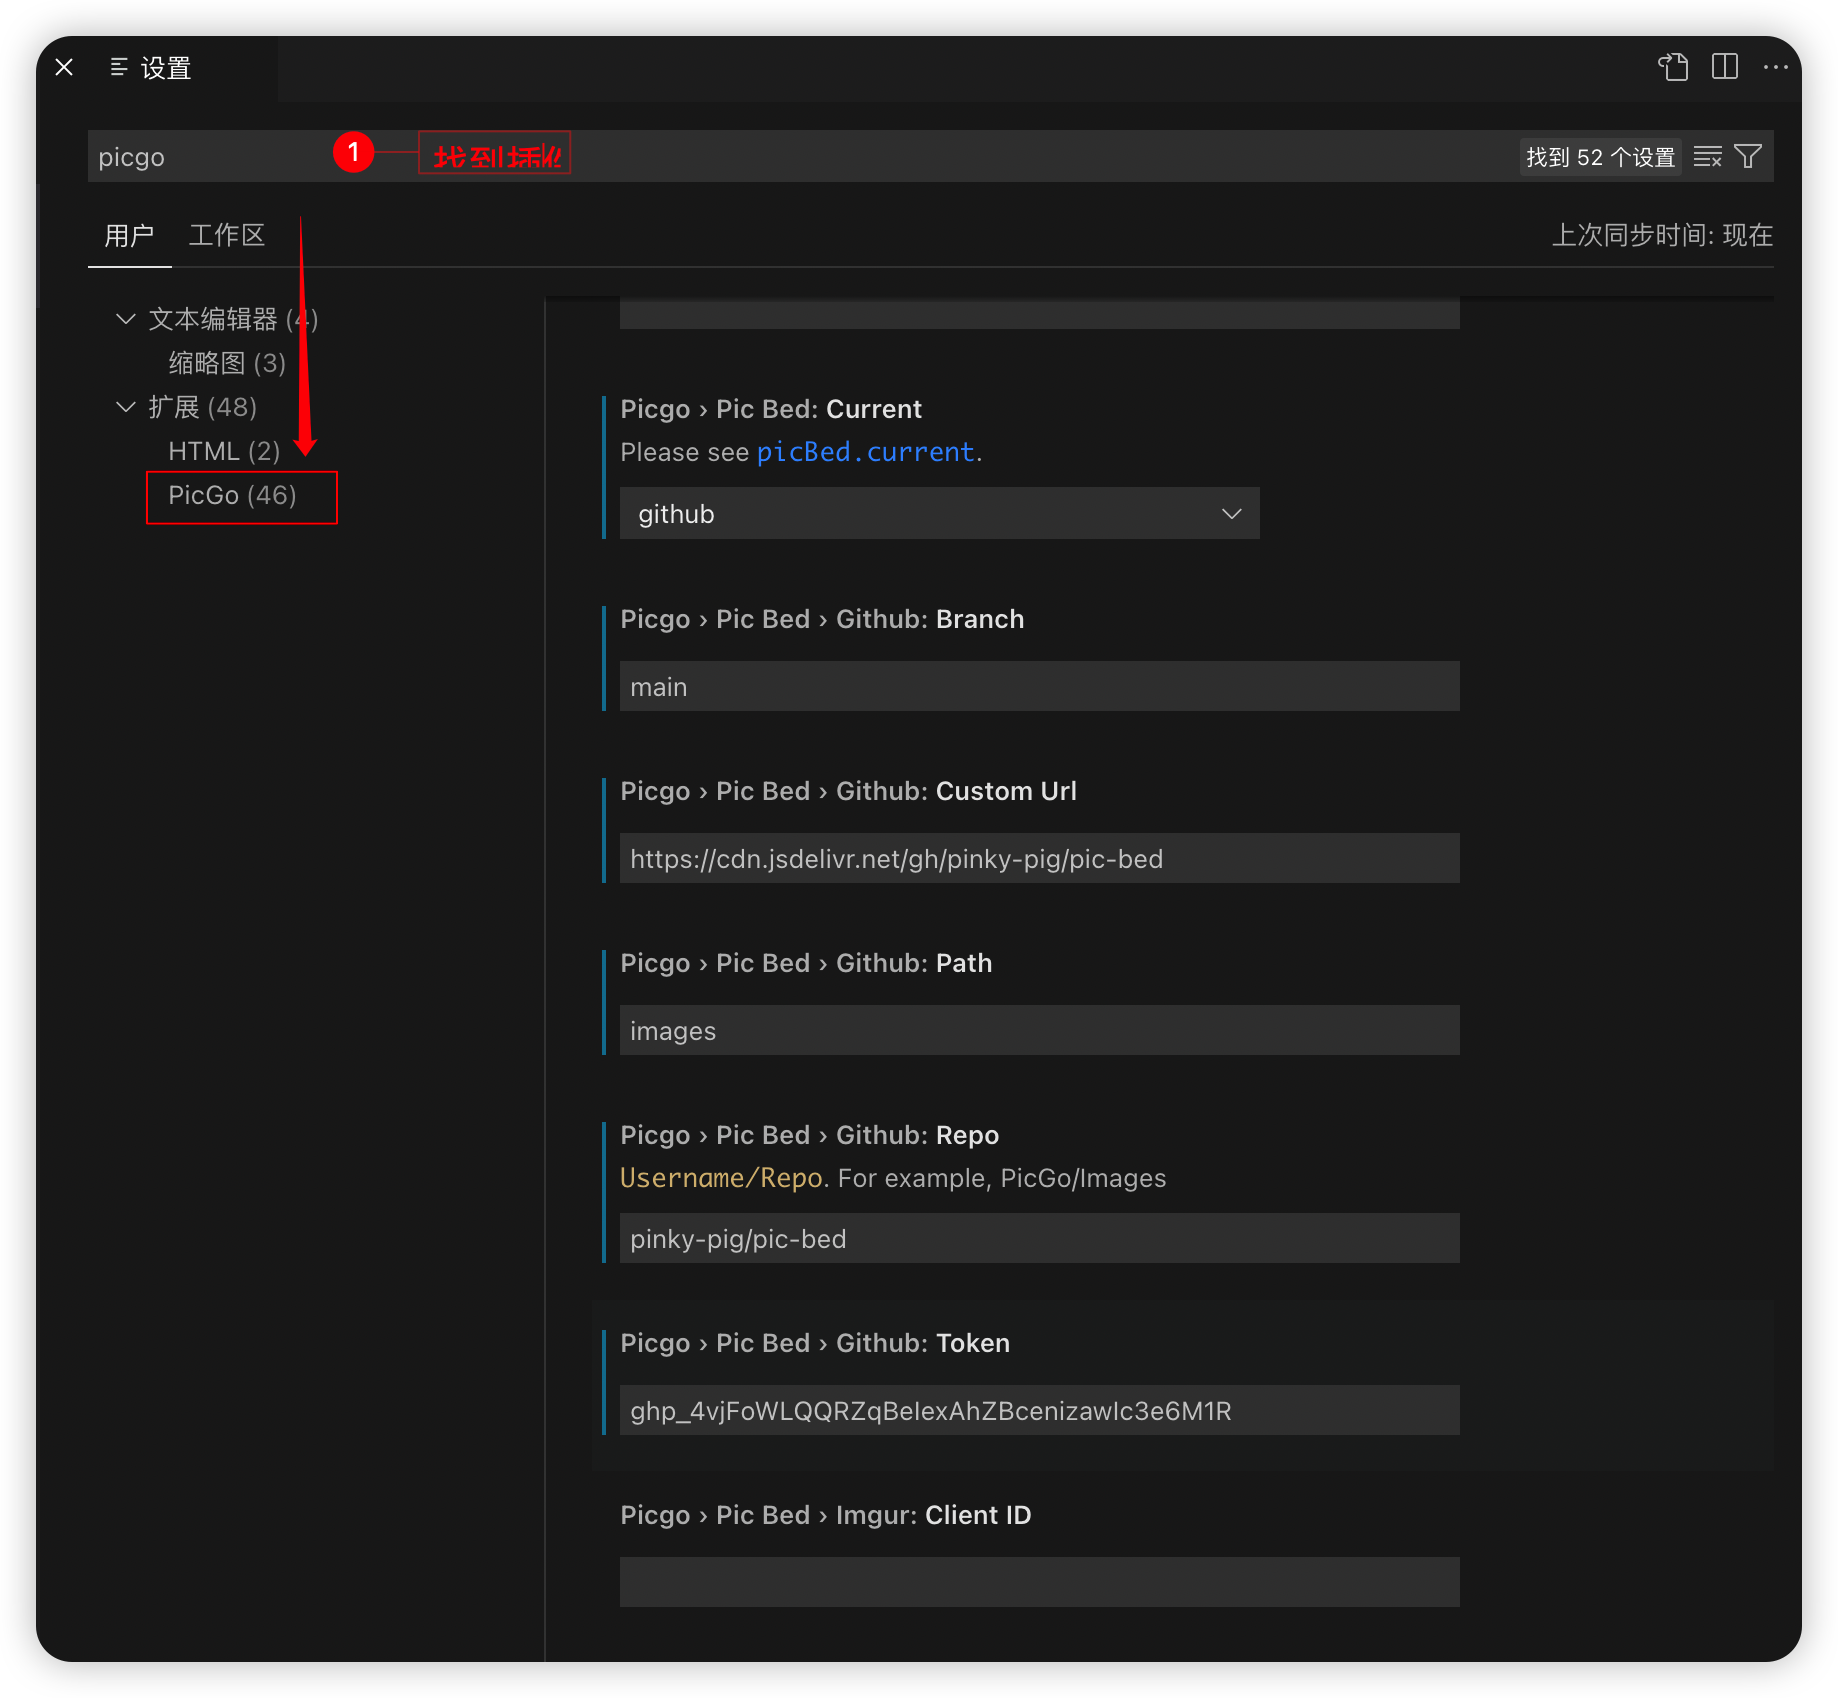 设置
picgo
1
找到
找到 52 个设置
用户
工作区
上次同步时间: 现在
文本编辑器 (4)
缩略图 (3)
扩展 (48)
HTML (2)
PicGo (46)
Picgo › Pic Bed: Current
Please see picBed.current.
github
Picgo › Pic Bed › Github: Branch
main
Picgo › Pic Bed › Github: Custom Url
https://cdn.jsdelivr.net/gh/pinky-pig/pic-bed
Picgo › Pic Bed › Github: Path
images
Picgo › Pic Bed › Github: Repo
Username/Repo. For example, PicGo/Images
pinky-pig/pic-bed
Picgo › Pic Bed › Github: Token
Picgo › Pic Bed › Imgur: Client ID